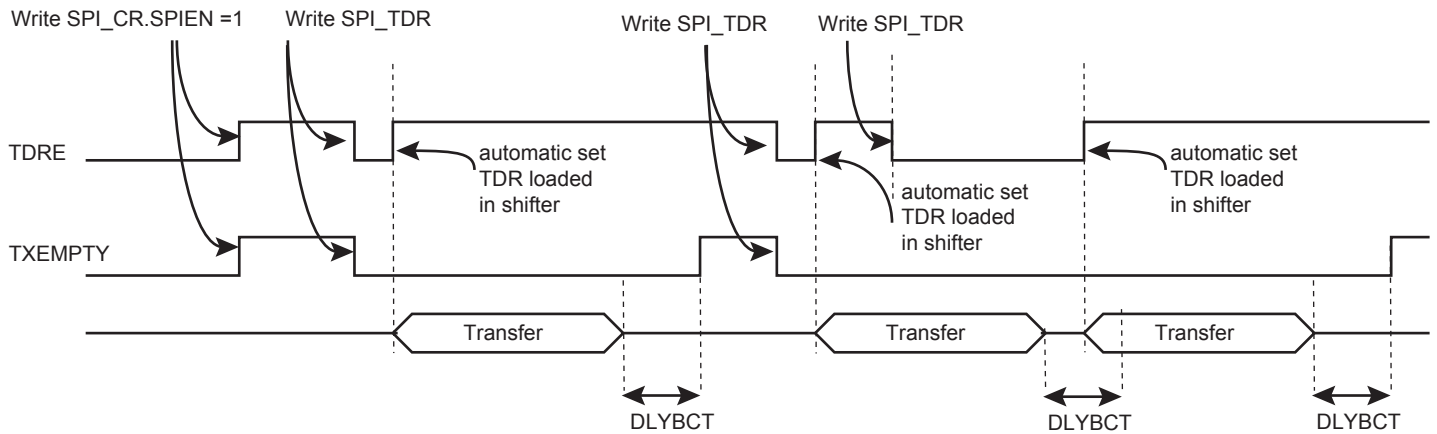 Write SPI_CR.SPIEN =1
Write SPI_TDR
Write SPI_TDR
Write SPI_TDR
TDRE
automatic set
TDR loaded
in shifter
automatic set
TDR loaded
in shifter
automatic set
TDR loaded
in shifter
TXEMPTY
Transfer
Transfer
Transfer
DLYBCT
DLYBCT
DLYBCT